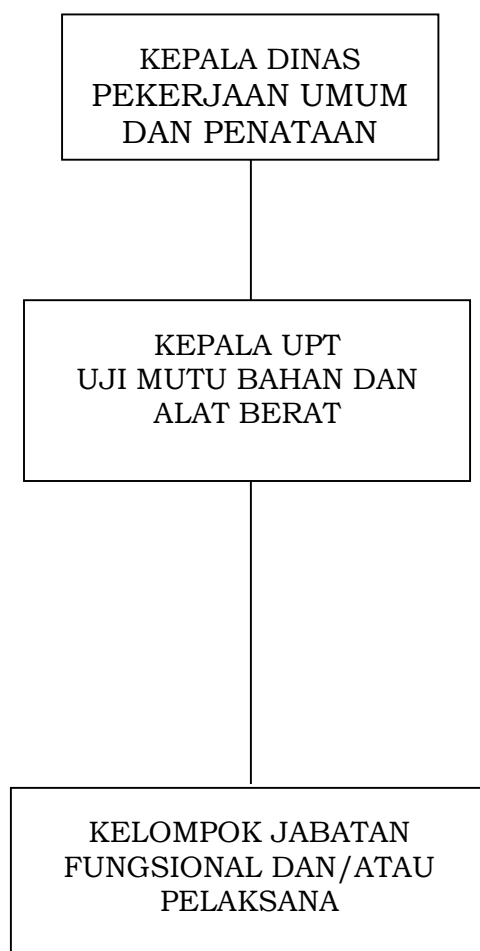 KEPALA DINAS
PEKERJAAN UMUM
DAN PENATAAN
KEPALA UPT
UJI MUTU BAHAN DAN
ALAT BERAT
KELOMPOK JABATAN
FUNGSIONAL DAN/ATAU
PELAKSANA